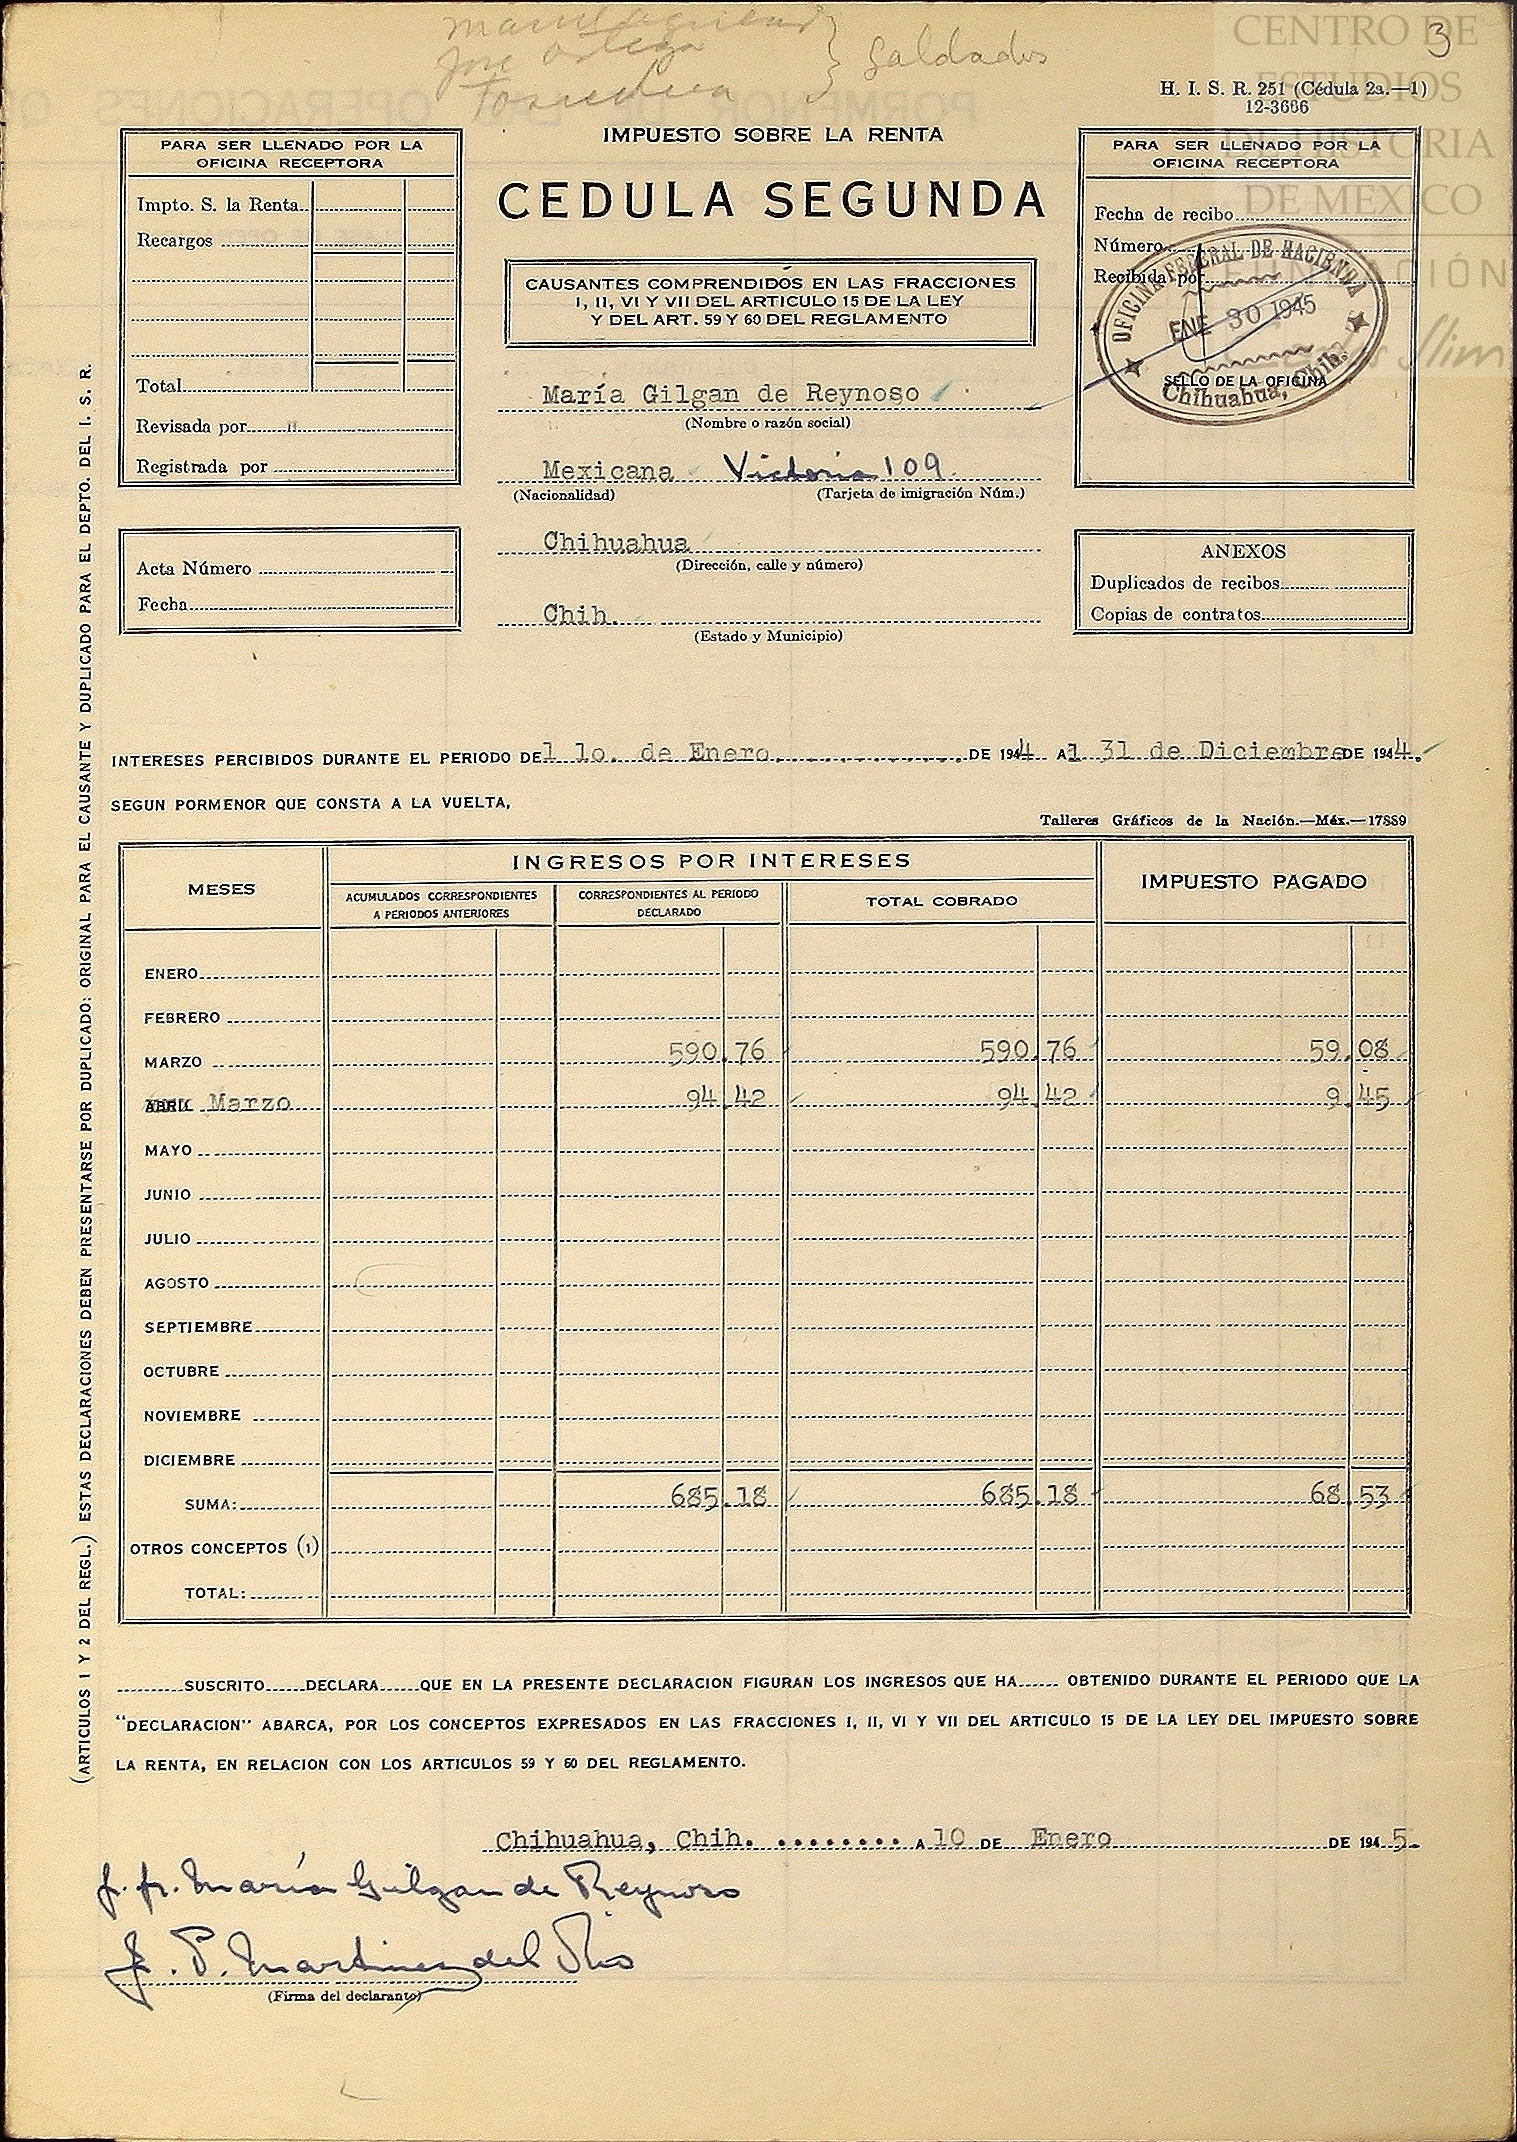 José Ortega
Saldados
3
CENTRO DE
ESTUDIOS
DE HISTORIA
DE MEXICO
FUNDACIÓN
Carlos Slim
H. I. S. R. 251 (Cédula 2a.—1)
12-3666
PARA SER LLENADO POR LA
OFICINA RECEPTORA
Impto. S. la Renta
Recargos
Total
Revisada por
Registrada por
Acta Número
Fecha
IMPUESTO SOBRE LA RENTA
CEDULA SEGUNDA
CAUSANTES COMPRENDIDOS EN LAS FRACCIONES
I, II, VI Y VII DEL ARTICULO 15 DE LA LEY
Y DEL ART. 59 Y 60 DEL REGLAMENTO
María Gilgan de Reynoso
(Nombre o razón social)
Mexicana Victoria 109.
(Nacionalidad) (Tarjeta de imigración Núm.)
Chihuahua
(Dirección, calle y número)
Chih.
(Estado y Municipio)
PARA SER LLENADO POR LA
OFICINA RECEPTORA
Fecha de recibo
Número
Recibida por
OFICINA FEDERAL DE HACIENDA
ENE 30 1945
SELLO DE LA OFICINA
Chihuahua, Chih.
ANEXOS
Duplicados de recibos
Copias de contratos
INTERESES PERCIBIDOS DURANTE EL PERIODO DEl 1o. de Enero DE 1944 Al 31 de Diciembre DE 1944.
SEGUN PORMENOR QUE CONSTA A LA VUELTA,
Talleres Gráficos de la Nación.—Méx.—17889
MESES INGRESOS POR INTERESES IMPUESTO PAGADO
ACUMULADOS CORRESPONDIENTES A PERIODOS ANTERIORES CORRESPONDIENTES AL PERIODO DECLARADO TOTAL COBRADO
ENERO
FEBRERO
MARZO 590.76 590.76 59.08
ABRIL Marzo 94.42 94.42 9.45
MAYO
JUNIO
JULIO
AGOSTO
SEPTIEMBRE
OCTUBRE
NOVIEMBRE
DICIEMBRE
SUMA: 685.18 685.18 68.53
OTROS CONCEPTOS (1)
TOTAL:
SUSCRITO DECLARA QUE EN LA PRESENTE DECLARACION FIGURAN LOS INGRESOS QUE HA OBTENIDO DURANTE EL PERIODO QUE LA
"DECLARACION" ABARCA, POR LOS CONCEPTOS EXPRESADOS EN LAS FRACCIONES I, II, VI Y VII DEL ARTICULO 15 DE LA LEY DEL IMPUESTO SOBRE
LA RENTA, EN RELACION CON LOS ARTICULOS 59 Y 60 DEL REGLAMENTO.
Chihuahua, Chih. ........ A 10 DE Enero DE 1945.
p. p. María Gilgan de Reynoso
J. P. Martinez del Rio
(Firma del declarante)
(ARTICULOS 1 Y 2 DEL REGL.) ESTAS DECLARACIONES DEBEN PRESENTARSE POR DUPLICADO: ORIGINAL PARA EL CAUSANTE Y DUPLICADO PARA EL DEPTO. DEL I. S. R.